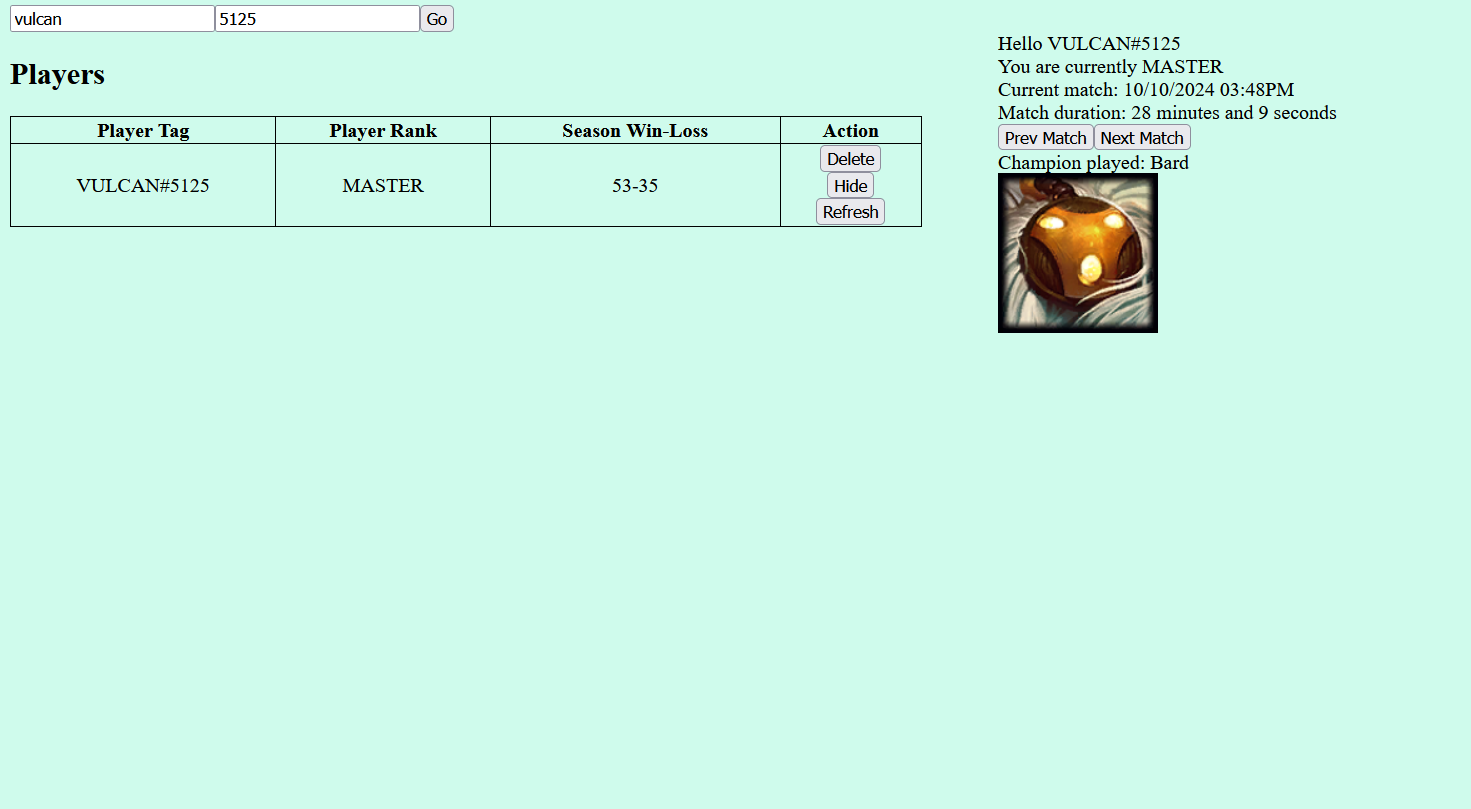 vulcan 5125 Go
Players
Player Tag Player Rank Season Win-Loss Action
VULCAN#5125 MASTER 53-35 Delete
Hide
Refresh
Hello VULCAN#5125
You are currently MASTER
Current match: 10/10/2024 03:48PM
Match duration: 28 minutes and 9 seconds
Prev Match Next Match
Champion played: Bard